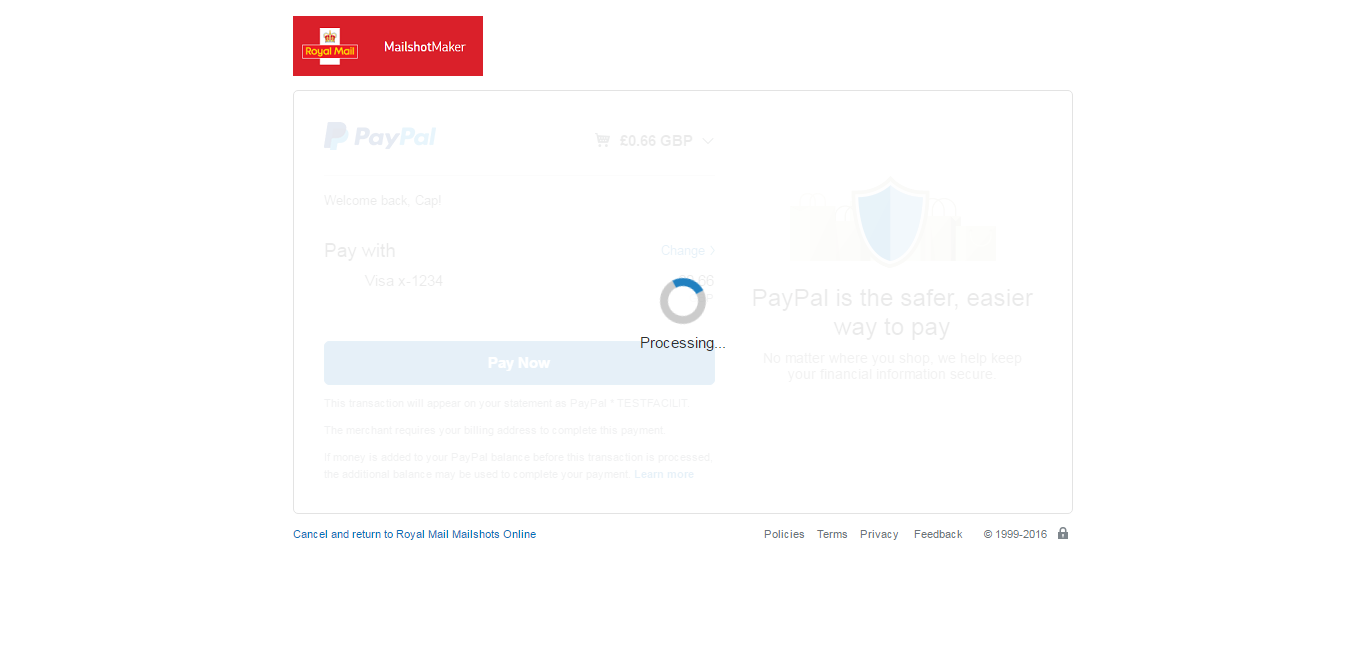 Royal Mail
MailshotMaker
PayPal
£0.66 GBP
Welcome back, Capl
Pay with
Change
Visa x-1234
Processing...
Pay Now
This transaction will appear on your statement as PayPal * TESTFACILIT
The merchant requires your billing address to complete this payment.
If money is added to your PayPal balance before this transaction is processed,
the additional balance may be used to complete your payment. Learn more
PayPal is the safer, easier
way to pay
No matter where you shop, we help keep
your financial information secure.
Cancel and return to Royal Mail Mailshots Online
Policies
Terms
Privacy
Feedback
© 1999-2016